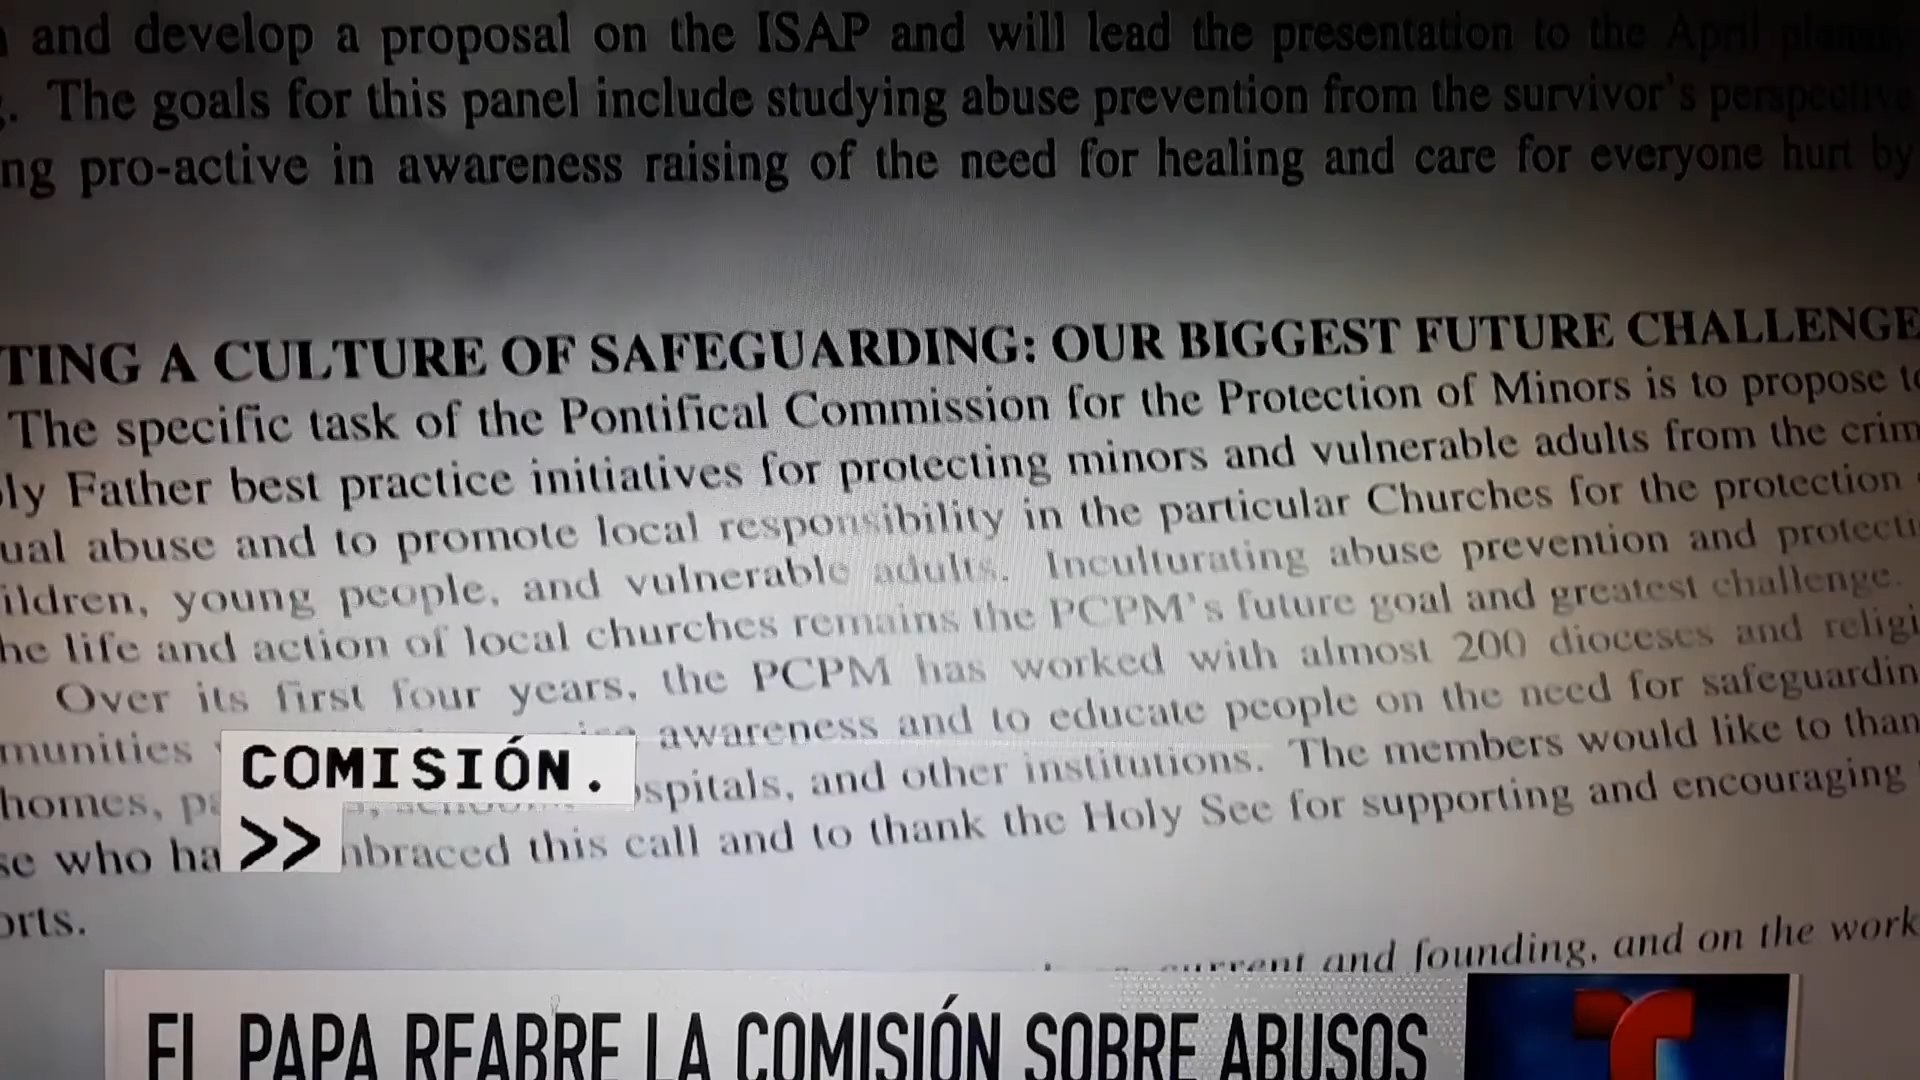 and develop a proposal on the ISAP and will lead the presentation to the April
. The goals for this panel include studying abuse prevention from the survivor's perspective
ng pro-active in awareness raising of the need for healing and care for everyone hurt by
TING A CULTURE OF SAFEGUARDING: OUR BIGGEST FUTURE CHALLENGE
The specific task of the Pontifical Commission for the Protection of Minors is to propose to
ly Father best practice initiatives for protecting minors and vulnerable adults from the crim
ual abuse and to promote local responsibility in the particular Churches for the protection
ildren, young people, and vulnerable adults. Inculturating abuse prevention and protecti
he life and action of local churches remains the PCPM's future goal and greatest challenge.
Over its first four years, the PCPM has worked with almost 200 dioceses and religi
munities awareness and to educate people on the need for safeguardin
homes, pa spitals, and other institutions. The members would like to than
se who ha mbraced this call and to thank the Holy See for supporting and encouraging
orts.
current and founding, and on the work
COMISIÓN.
>>
EL PAPA REABRE LA COMISIÓN SOBRE ABUSOS